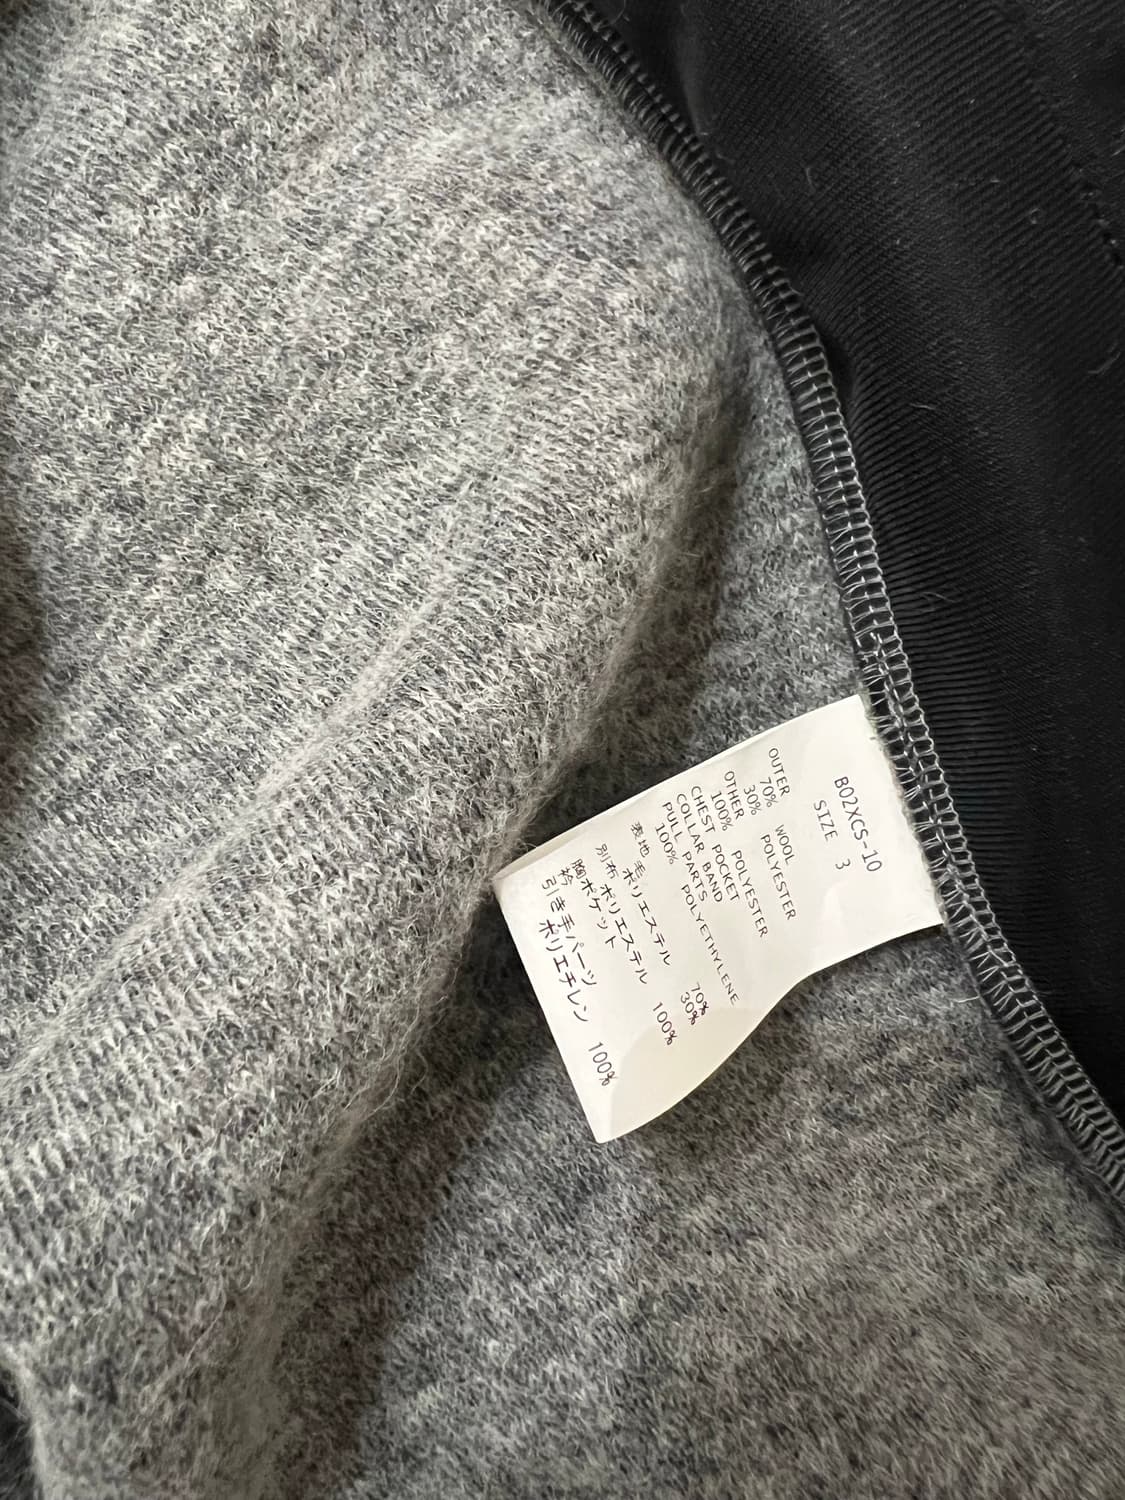 B02XCS-10
SIZE 3
OUTER
70% WOOL
30% POLYESTER
OTHER
100% POLYESTER
CHEST POCKET
COLLAR BAND
PULL PARTS
100% POLYETHYLENE
表地 毛 70%
ポリエステル 30%
別布 ポリエステル 100%
胸ポケット
衿
引き手パーツ
ポリエチレン 100%